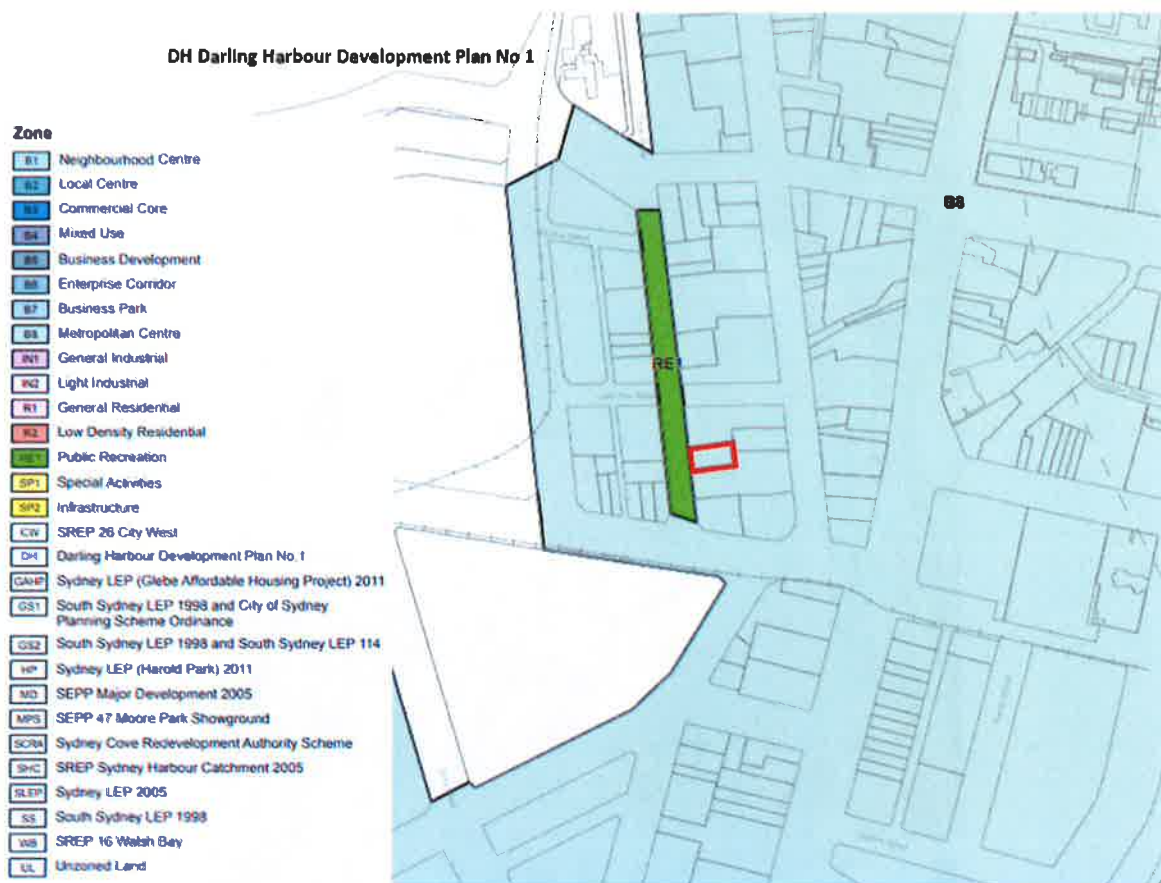 DH Darling Harbour Development Plan No 1
Zone
B1 Neighbourhood Centre
B2 Local Centre
B3 Commercial Core
B4 Mixed Use
Business Development
Enterprise Corridor
B7 Business Park
B8 Metropolitan Centre
IN1 General Industrial
IN2 Light Industrial
R1 General Residential
R2 Low Density Residential
RE1 Public Recreation
SP1 Special Activities
SP2 Infrastructure
CW SREP 26 City West
DH Darling Harbour Development Plan No.1
GAHP Sydney LEP (Glebe Affordable Housing Project) 2011
GS1 South Sydney LEP 1998 and City of Sydney
Planning Scheme Ordinance
GS2 South Sydney LEP 1998 and South Sydney LEP 114
HP Sydney LEP (Harold Park) 2011
MD SEPP Major Development 2005
MPS SEPP 47 Moore Park Showground
SCRA Sydney Cove Redevelopment Authority Scheme
SHC SREP Sydney Harbour Catchment 2005
SLEP Sydney LEP 2005
SS South Sydney LEP 1998
WB SREP 16 Walsh Bay
UL Unzoned Land
B8
RE1